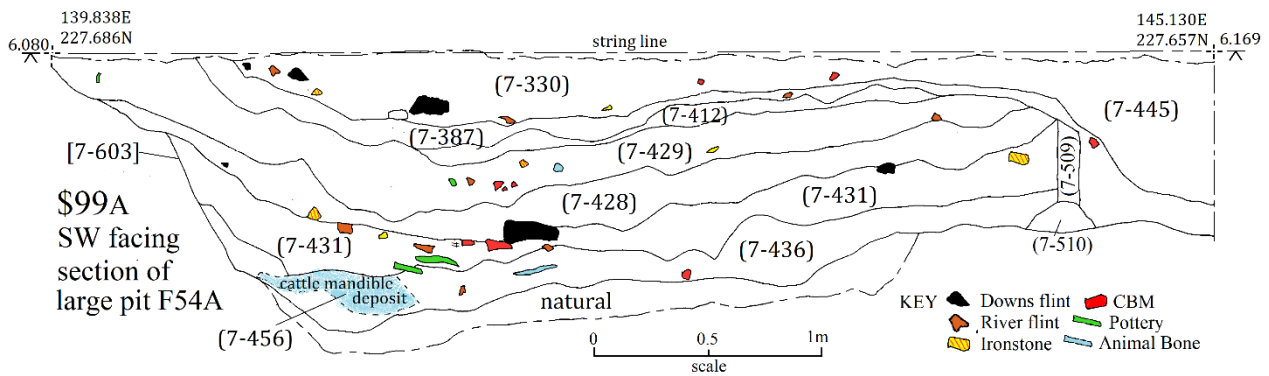 139.838E
227.686N
6.080
string line
145.130E
227.657N
6.169
(7-330)
(7-445)
(7-412)
(7-387)
(7-429)
[7-603]
(7-509)
(7-428)
(7-431)
$99A
SW facing
section of
large pit F54A
(7-431)
(7-436)
(7-510)
cattle mandible
deposit
natural
(7-456)
KEY
Downs flint
CBM
River flint
Pottery
Ironstone
Animal Bone
0
0.5
1m
scale